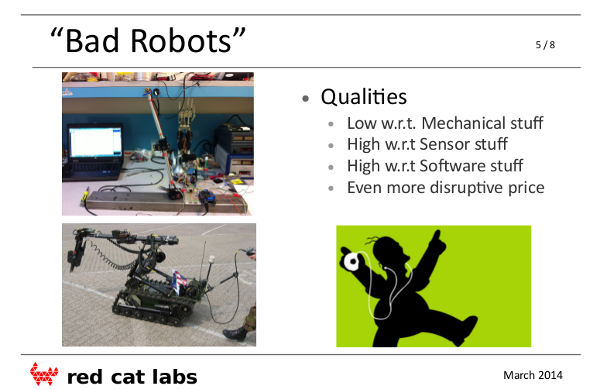 “Bad Robots”
5 / 8
• Qualities
• Low w.r.t. Mechanical stuff
• High w.r.t Sensor stuff
• High w.r.t Software stuff
• Even more disruptive price
red cat labs
March 2014